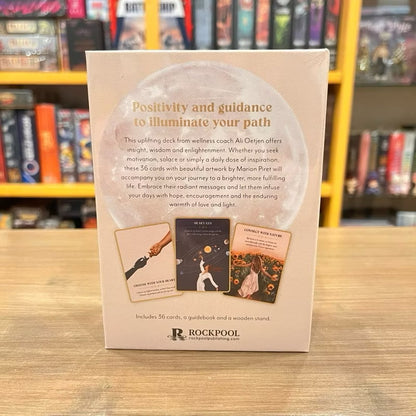 Positivity and guidance
to illuminate your path
This uplifting deck from wellness coach Ali Oetjen offers
insight, wisdom and enlightenment. Whether you seek
motivation, solace or simply a daily dose of inspiration,
these 36 cards with beautiful artwork by Marion Piret will
accompany you on your journey to a brighter, more fulfilling
life. Embrace their radiant messages and let them infuse
your days with hope, encouragement and the enduring
warmth of love and light.
CHOOSE WITH YOUR HEART
CONNECT WITH NATURE
Includes 36 cards, a guidebook and a wooden stand.
R ROCKPOOL
rockpoolpublishing.com